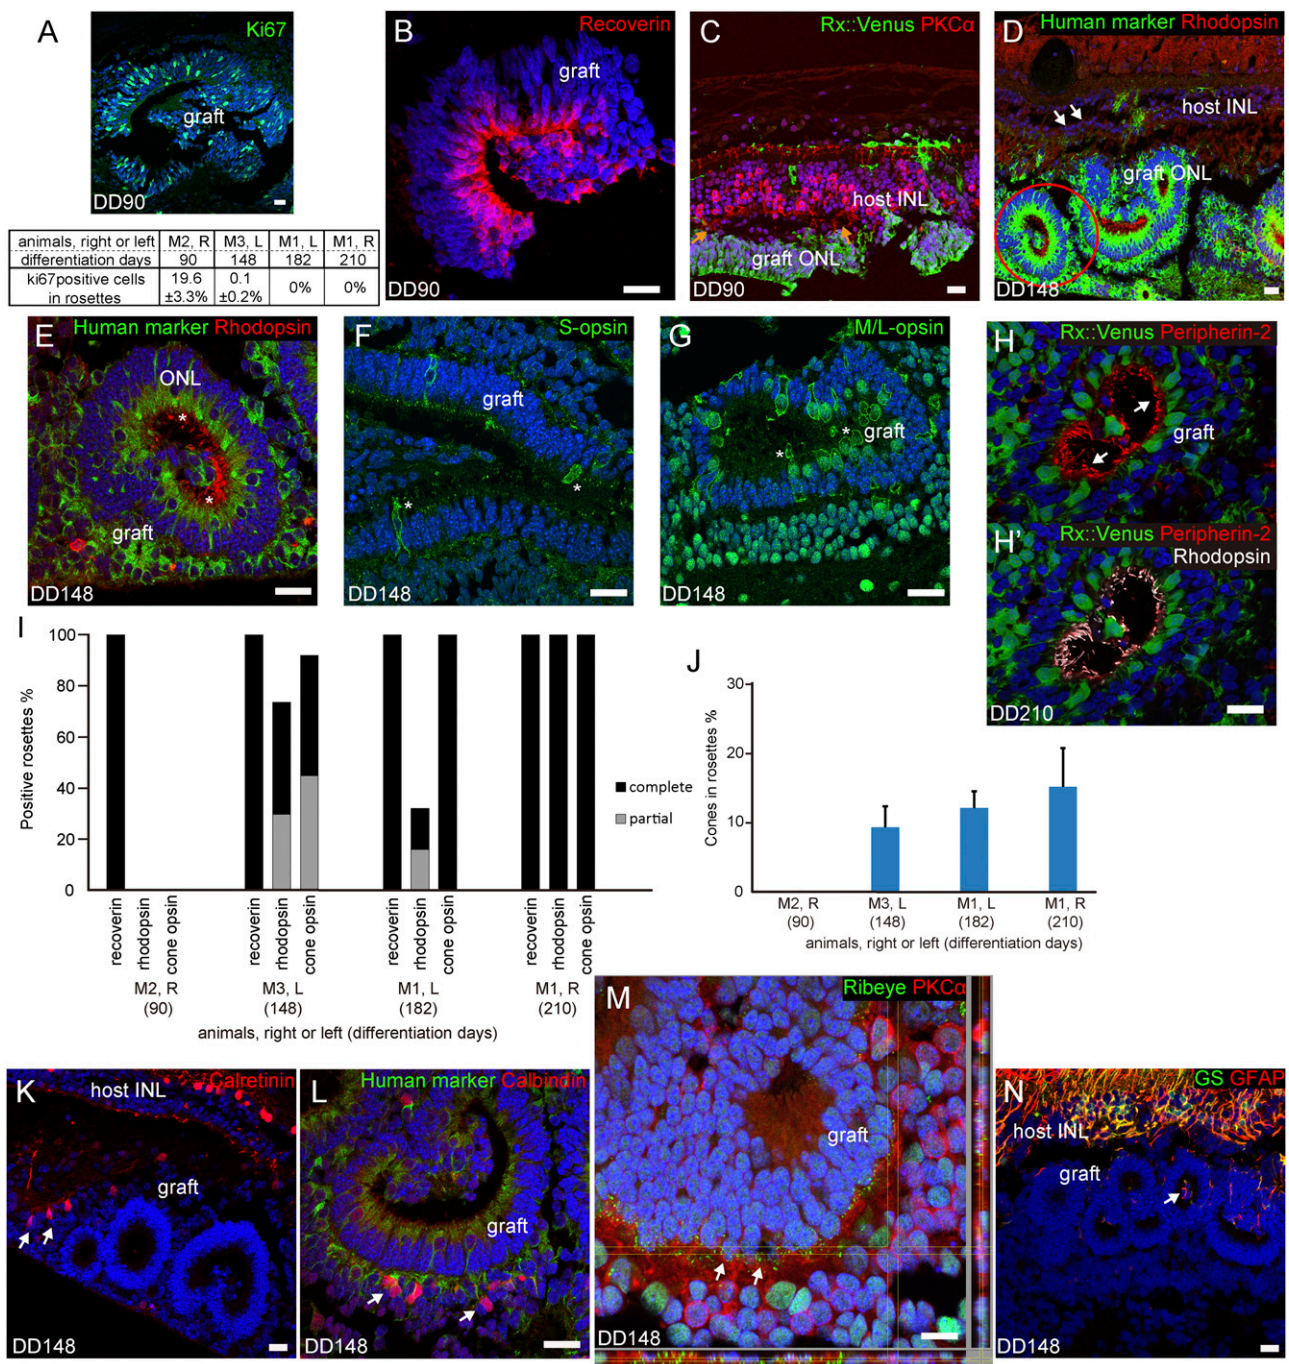 A
Ki67
graft
DD90
animals, right or left M2, R M3, L M1, L M1, R
differentiation days 90 148 182 210
ki67positive cells in rosettes 19.6 ±3.3% 0.1 ±0.2% 0% 0%
B
Recoverin
graft
DD90
C
Rx::Venus PKCα
host INL
graft ONL
DD90
D
Human marker Rhodopsin
host INL
graft ONL
DD148
E
Human marker Rhodopsin
ONL
*
*
graft
DD148
F
S-opsin
graft
*
*
DD148
G
M/L-opsin
* graft
*
DD148
H
Rx::Venus Peripherin-2
graft
H'
Rx::Venus Peripherin-2
Rhodopsin
DD210
I
Positive rosettes %
100
80
60
40
20
0
complete
partial
recoverin rhodopsin cone opsin recoverin rhodopsin cone opsin recoverin rhodopsin cone opsin recoverin rhodopsin cone opsin
M2, R M3, L M1, L M1, R
(90) (148) (182) (210)
animals, right or left (differentiation days)
J
Cones in rosettes %
30
20
10
0
M2, R M3, L M1, L M1, R
(90) (148) (182) (210)
animals, right or left (differentiation days)
K
Calretinin
host INL
graft
DD148
L
Human marker Calbindin
graft
DD148
M
Ribeye PKCα
graft
DD148
N
GS GFAP
host INL
graft
DD148